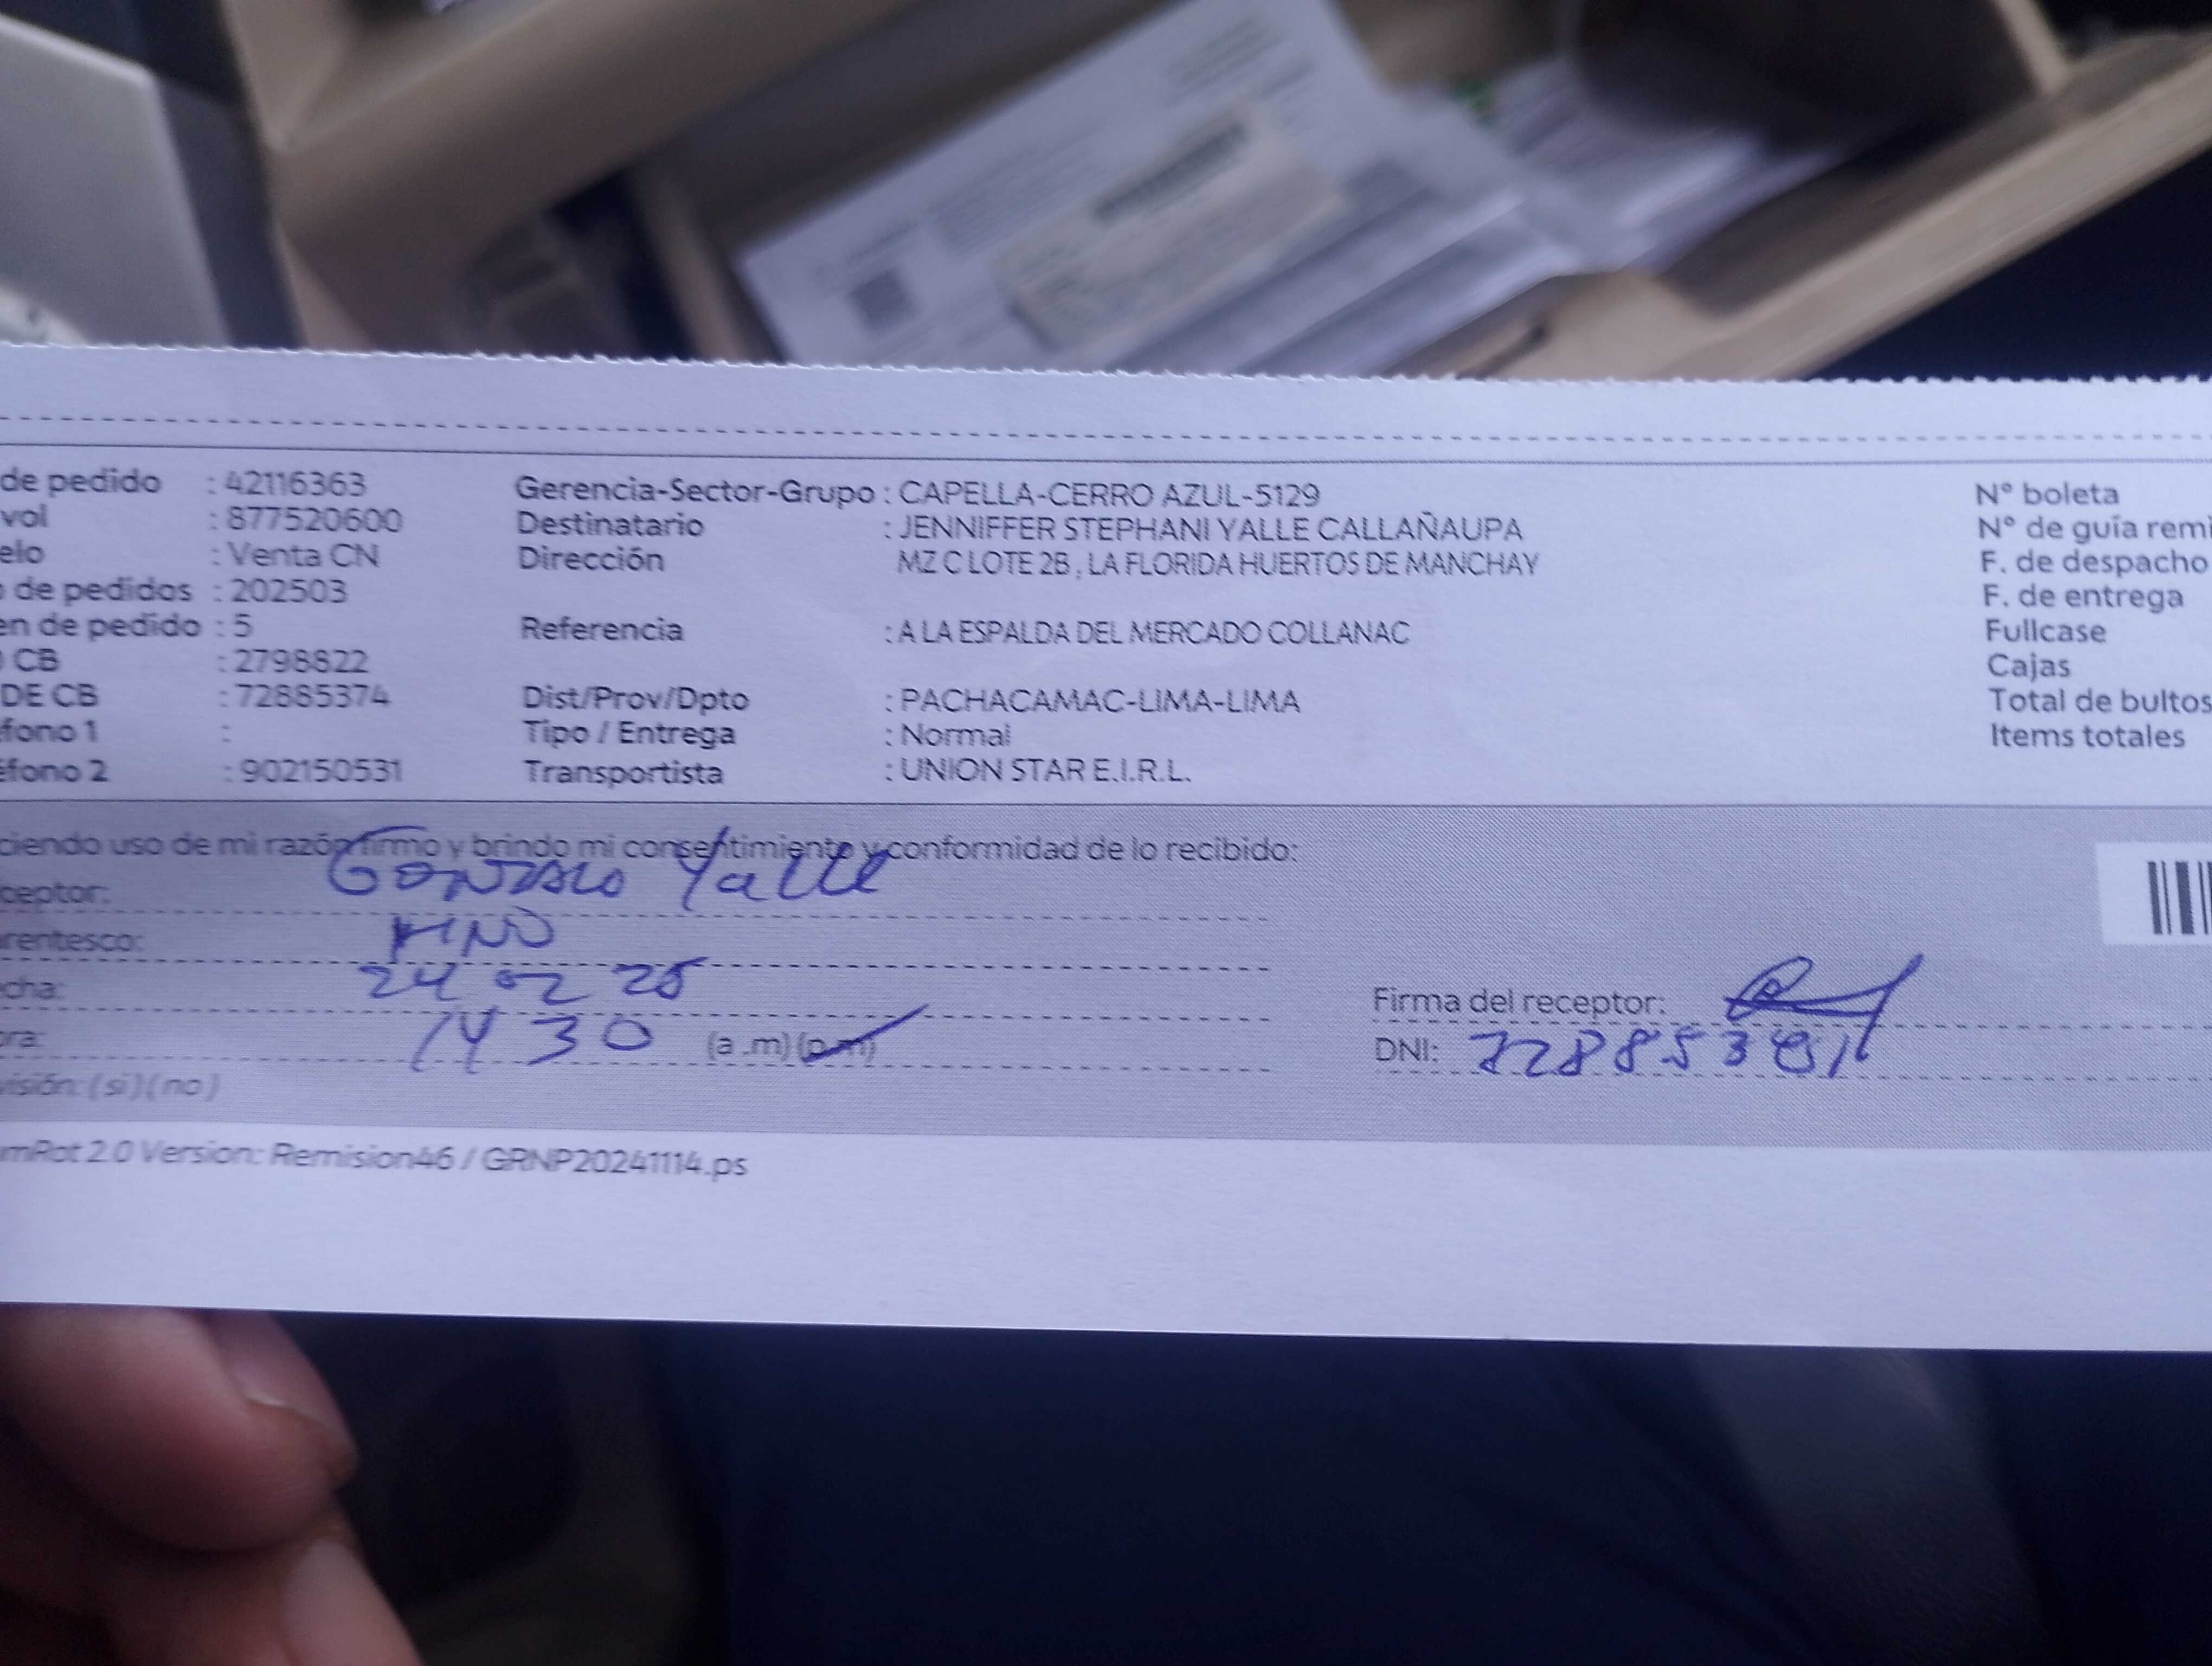 de pedido : 42116363
vol : 877520600
elo : Venta CN
de pedidos : 202503
en de pedido : 5
CB : 2798822
DE CB : 72885374
fono 1 :
fono 2 : 902150531
Gerencia-Sector-Grupo : CAPELLA-CERRO AZUL-5129
Destinatario : JENNIFFER STEPHANI YALLE CALLAÑAUPA
Dirección MZ C LOTE 2B , LA FLORIDA HUERTOS DE MANCHAY
Referencia : A LA ESPALDA DEL MERCADO COLLANAC
Dist/Prov/Dpto : PACHACAMAC-LIMA-LIMA
Tipo / Entrega : Normal
Transportista : UNION STAR E.I.R.L.
N° boleta
N° de guía remi
F. de despacho
F. de entrega
Fullcase
Cajas
Total de bultos
Items totales
ciendo uso de mi razón firmo y brindo mi consentimiento y conformidad de lo recibido:
ceptor: Gonzalo Yalle
rentesco:
cha: 24 02 25
ra: 14 30 (a .m) (p.m)
visión: (si) (no)
Firma del receptor:
DNI:
mRot 2.0 Version: Remision46 / GRNP20241114.ps